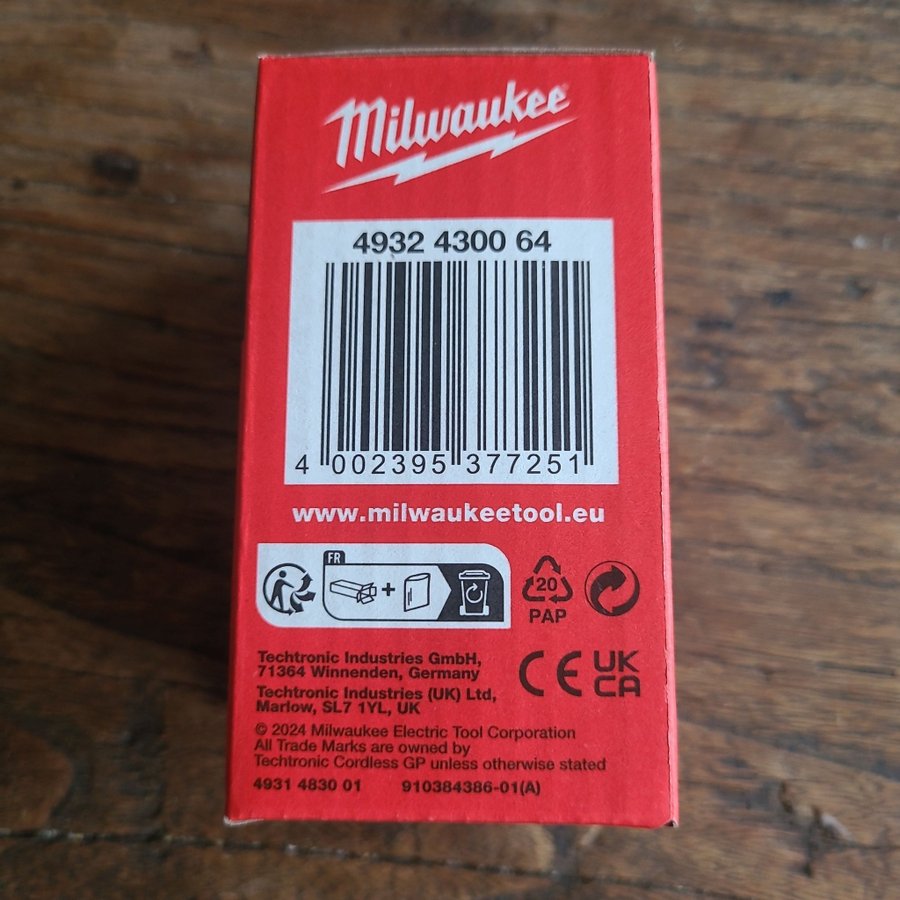 Milwaukee
4932 4300 64
4 002395 377251
www.milwaukeetool.eu
FR
20
PAP
Techtronic Industries GmbH,
71364 Winnenden, Germany
Techtronic Industries (UK) Ltd,
Marlow, SL7 1YL, UK
CE UK
CA
© 2024 Milwaukee Electric Tool Corporation
All Trade Marks are owned by
Techtronic Cordless GP unless otherwise stated
4931 4830 01 910384386-01(A)